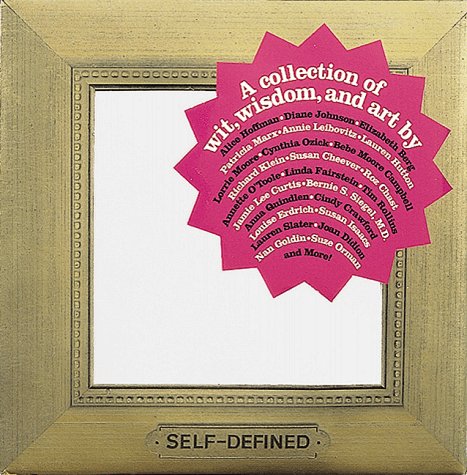 A collection of
wit, wisdom, and art by
Alice Hoffman • Diane Johnson • Elizabeth Berg
Patricia Marx • Annie Leibovitz • Lauren Hutton
Lorrie Moore • Cynthia Ozick • Bebe Moore Campbell
Richard Klein • Susan Cheever • Roz Chast
Annette O'Toole • Linda Fairstein • Tim Rollins
Jamie Lee Curtis • Bernie S. Siegel, M.D.
Anna Quindlen • Cindy Crawford
Louise Erdrich • Susan Isaacs
Lauren Slater • Joan Didion
Nan Goldin • Suze Orman
and More!
• SELF-DEFINED •